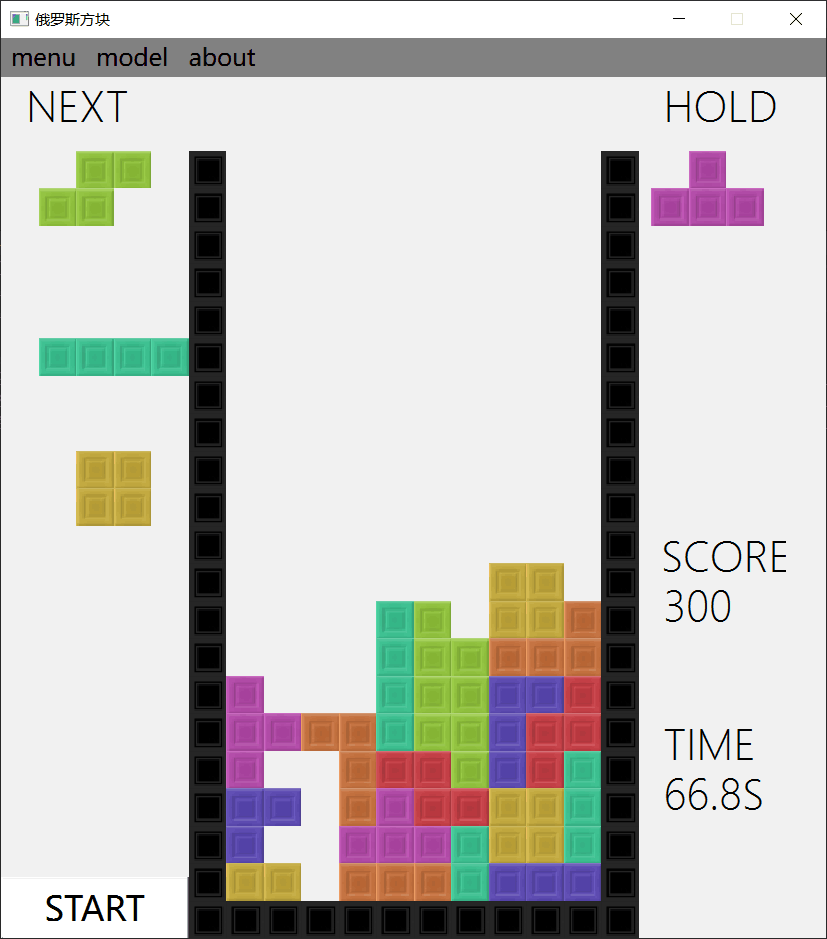 俄罗斯方块
menu model about
NEXT
HOLD
SCORE
300
TIME
66.8S
START